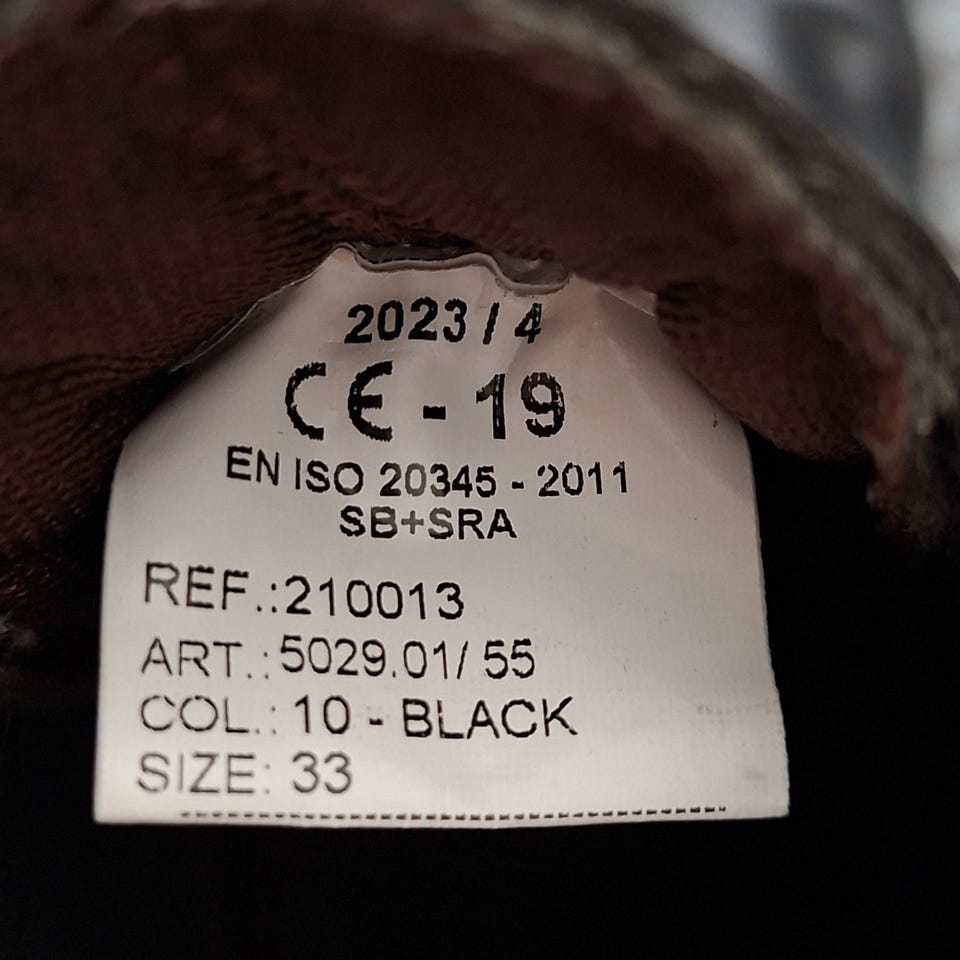 2023 / 4
CE - 19
EN ISO 20345 - 2011
SB+SRA
REF.:210013
ART.: 5029.01/ 55
COL.: 10 - BLACK
SIZE: 33